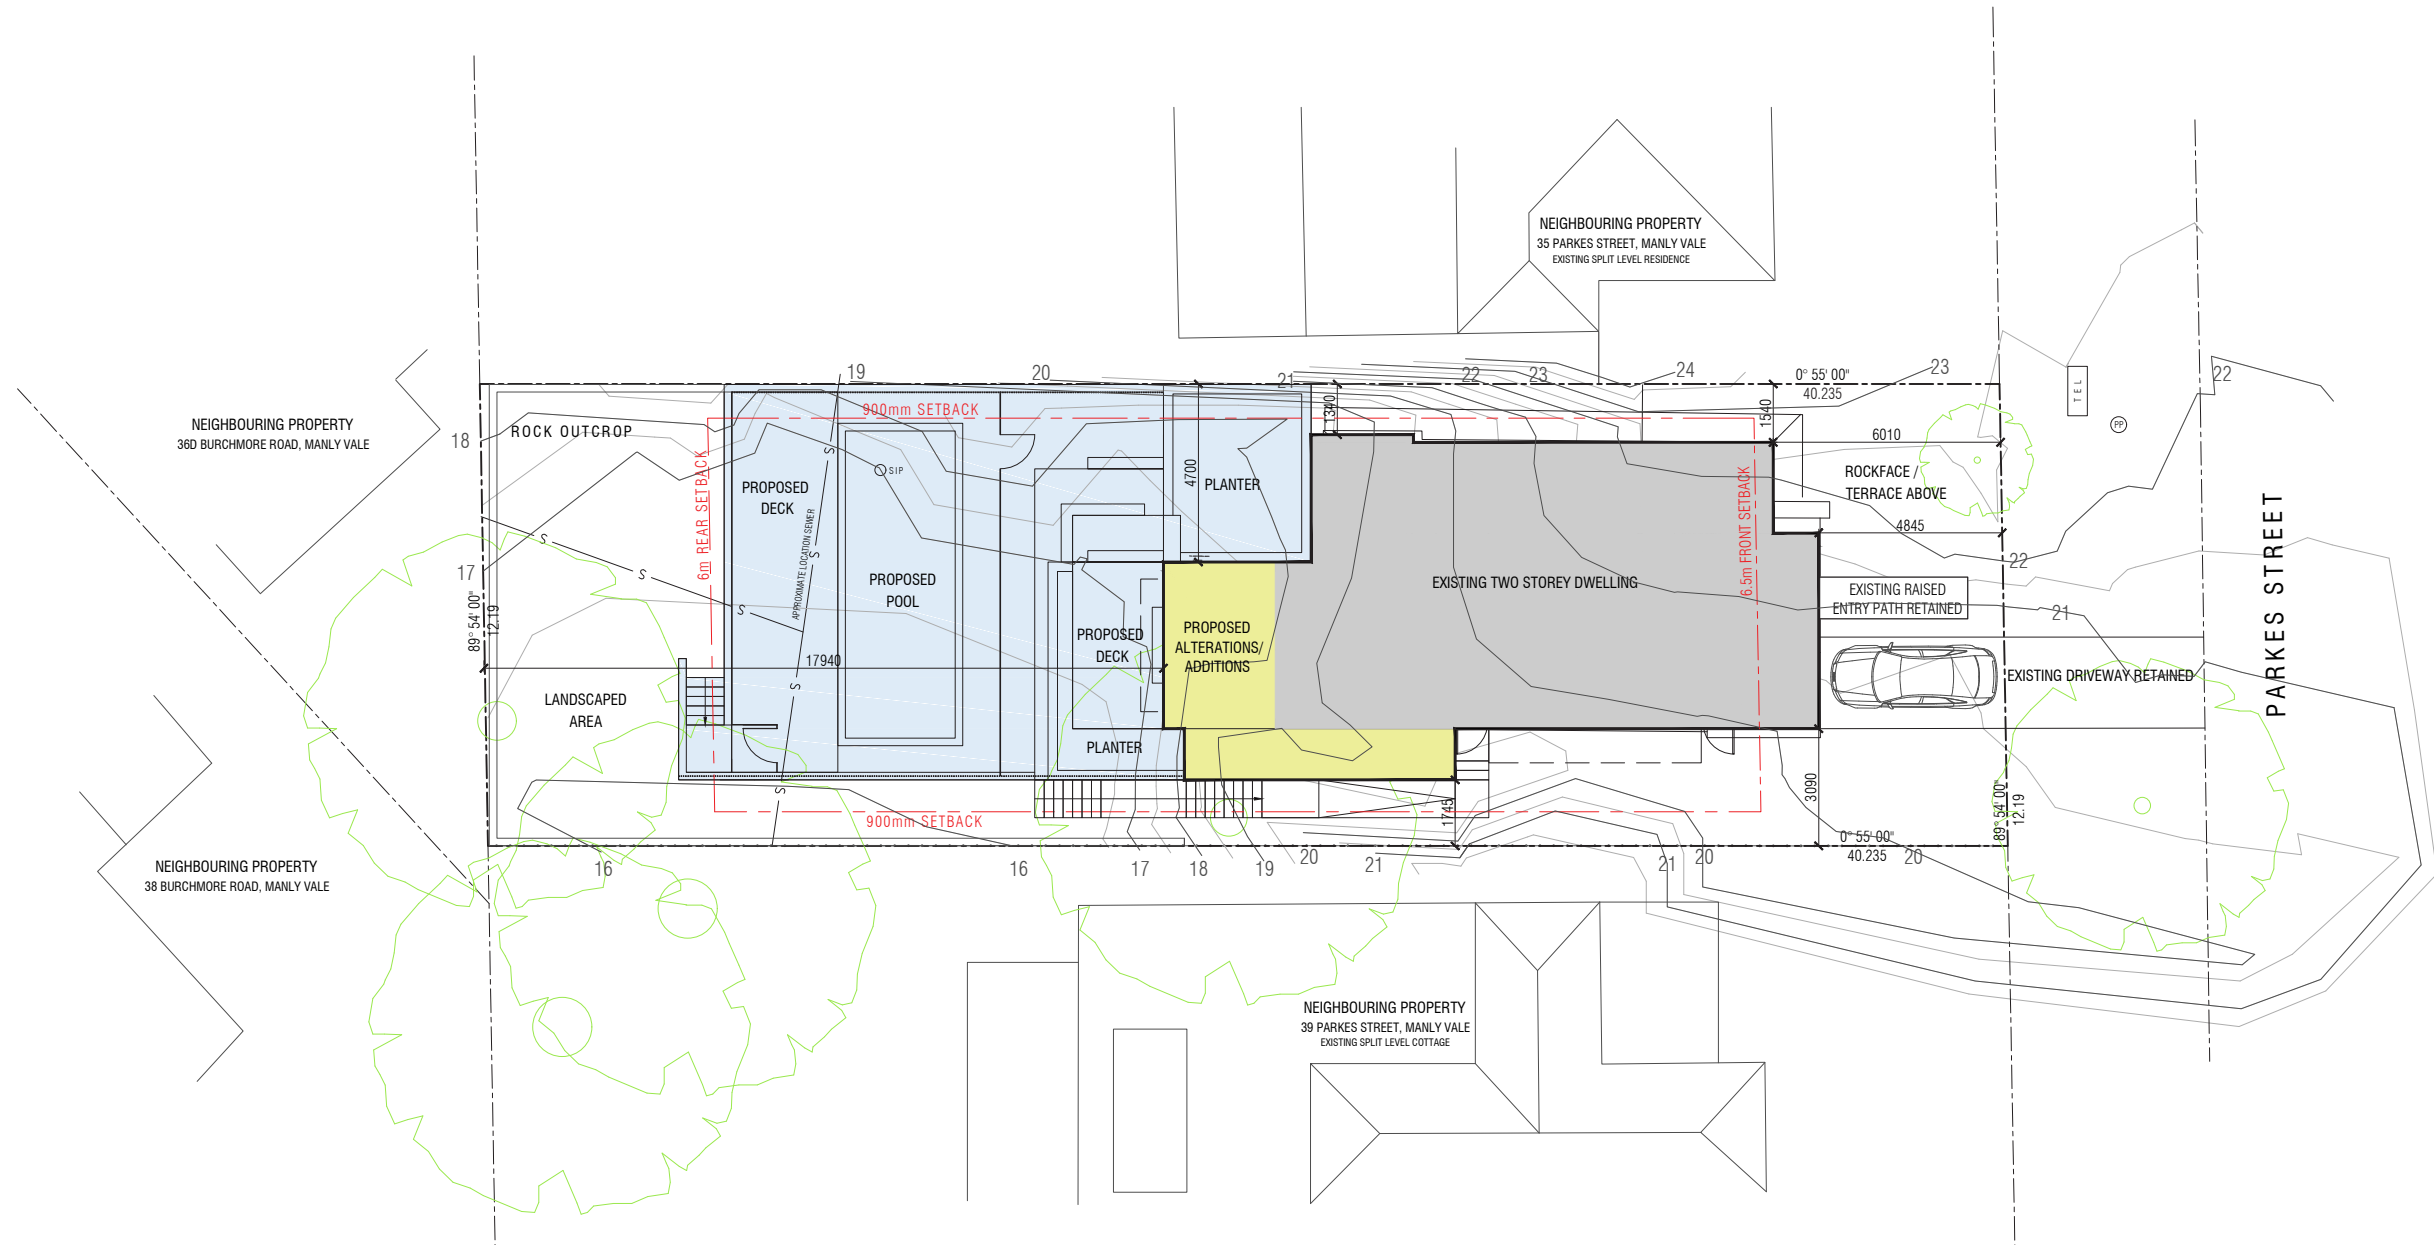 NEIGHBOURING PROPERTY
35 PARKES STREET, MANLY VALE
EXISTING SPLIT LEVEL RESIDENCE
19
20
21
22
23
24
0° 55' 00"
40.235
23
22
TEL
PP
NEIGHBOURING PROPERTY
36D BURCHMORE ROAD, MANLY VALE
18
ROCK OUTCROP
900mm SETBACK
1340
1540
6010
SIP
6m REAR SETBACK
PROPOSED
DECK
4700
PLANTER
6.5m FRONT SETBACK
ROCKFACE /
TERRACE ABOVE
4845
S
S
S
S
S
S
S
APPROXIMATE LOCATION SEWER
17
89° 54' 00"
12.19
PROPOSED
POOL
EXISTING TWO STOREY DWELLING
22
EXISTING RAISED
ENTRY PATH RETAINED
21
PROPOSED
DECK
PROPOSED
ALTERATIONS/
ADDITIONS
17940
EXISTING DRIVEWAY RETAINED
PARKES STREET
LANDSCAPED
AREA
PLANTER
900mm SETBACK
1745
3090
89° 54' 00"
12.19
0° 55' 00"
40.235
16
16
17
18
19
20
21
21
20
20
NEIGHBOURING PROPERTY
38 BURCHMORE ROAD, MANLY VALE
NEIGHBOURING PROPERTY
39 PARKES STREET, MANLY VALE
EXISTING SPLIT LEVEL COTTAGE